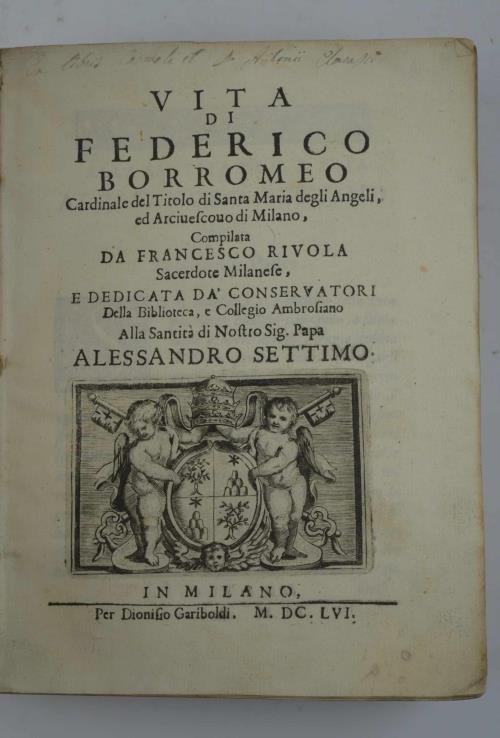 Ex libris
VITA
DI
FEDERICO
BORROMEO
Cardinale del Titolo di Santa Maria degli Angeli,
ed Arciueſcouo di Milano,
Compilata
DA FRANCESCO RIVOLA
Sacerdote Milaneſe,
E DEDICATA DA' CONSERVATORI
Della Biblioteca, e Collegio Ambroſiano
Alla Santità di Noſtro Sig. Papa
ALESSANDRO SETTIMO.
IN MILANO,
Per Dioniſio Gariboldi. M. DC. LVI.